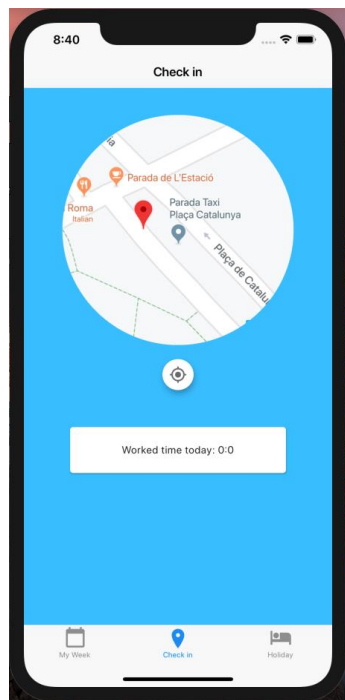 8:40
Check in
ia
Parada de L'Estació
Roma
Italian
Parada Taxi
Plaça Catalunya
Plaça de Catalu
Worked time today: 0:0
My Week
Check in
Holiday